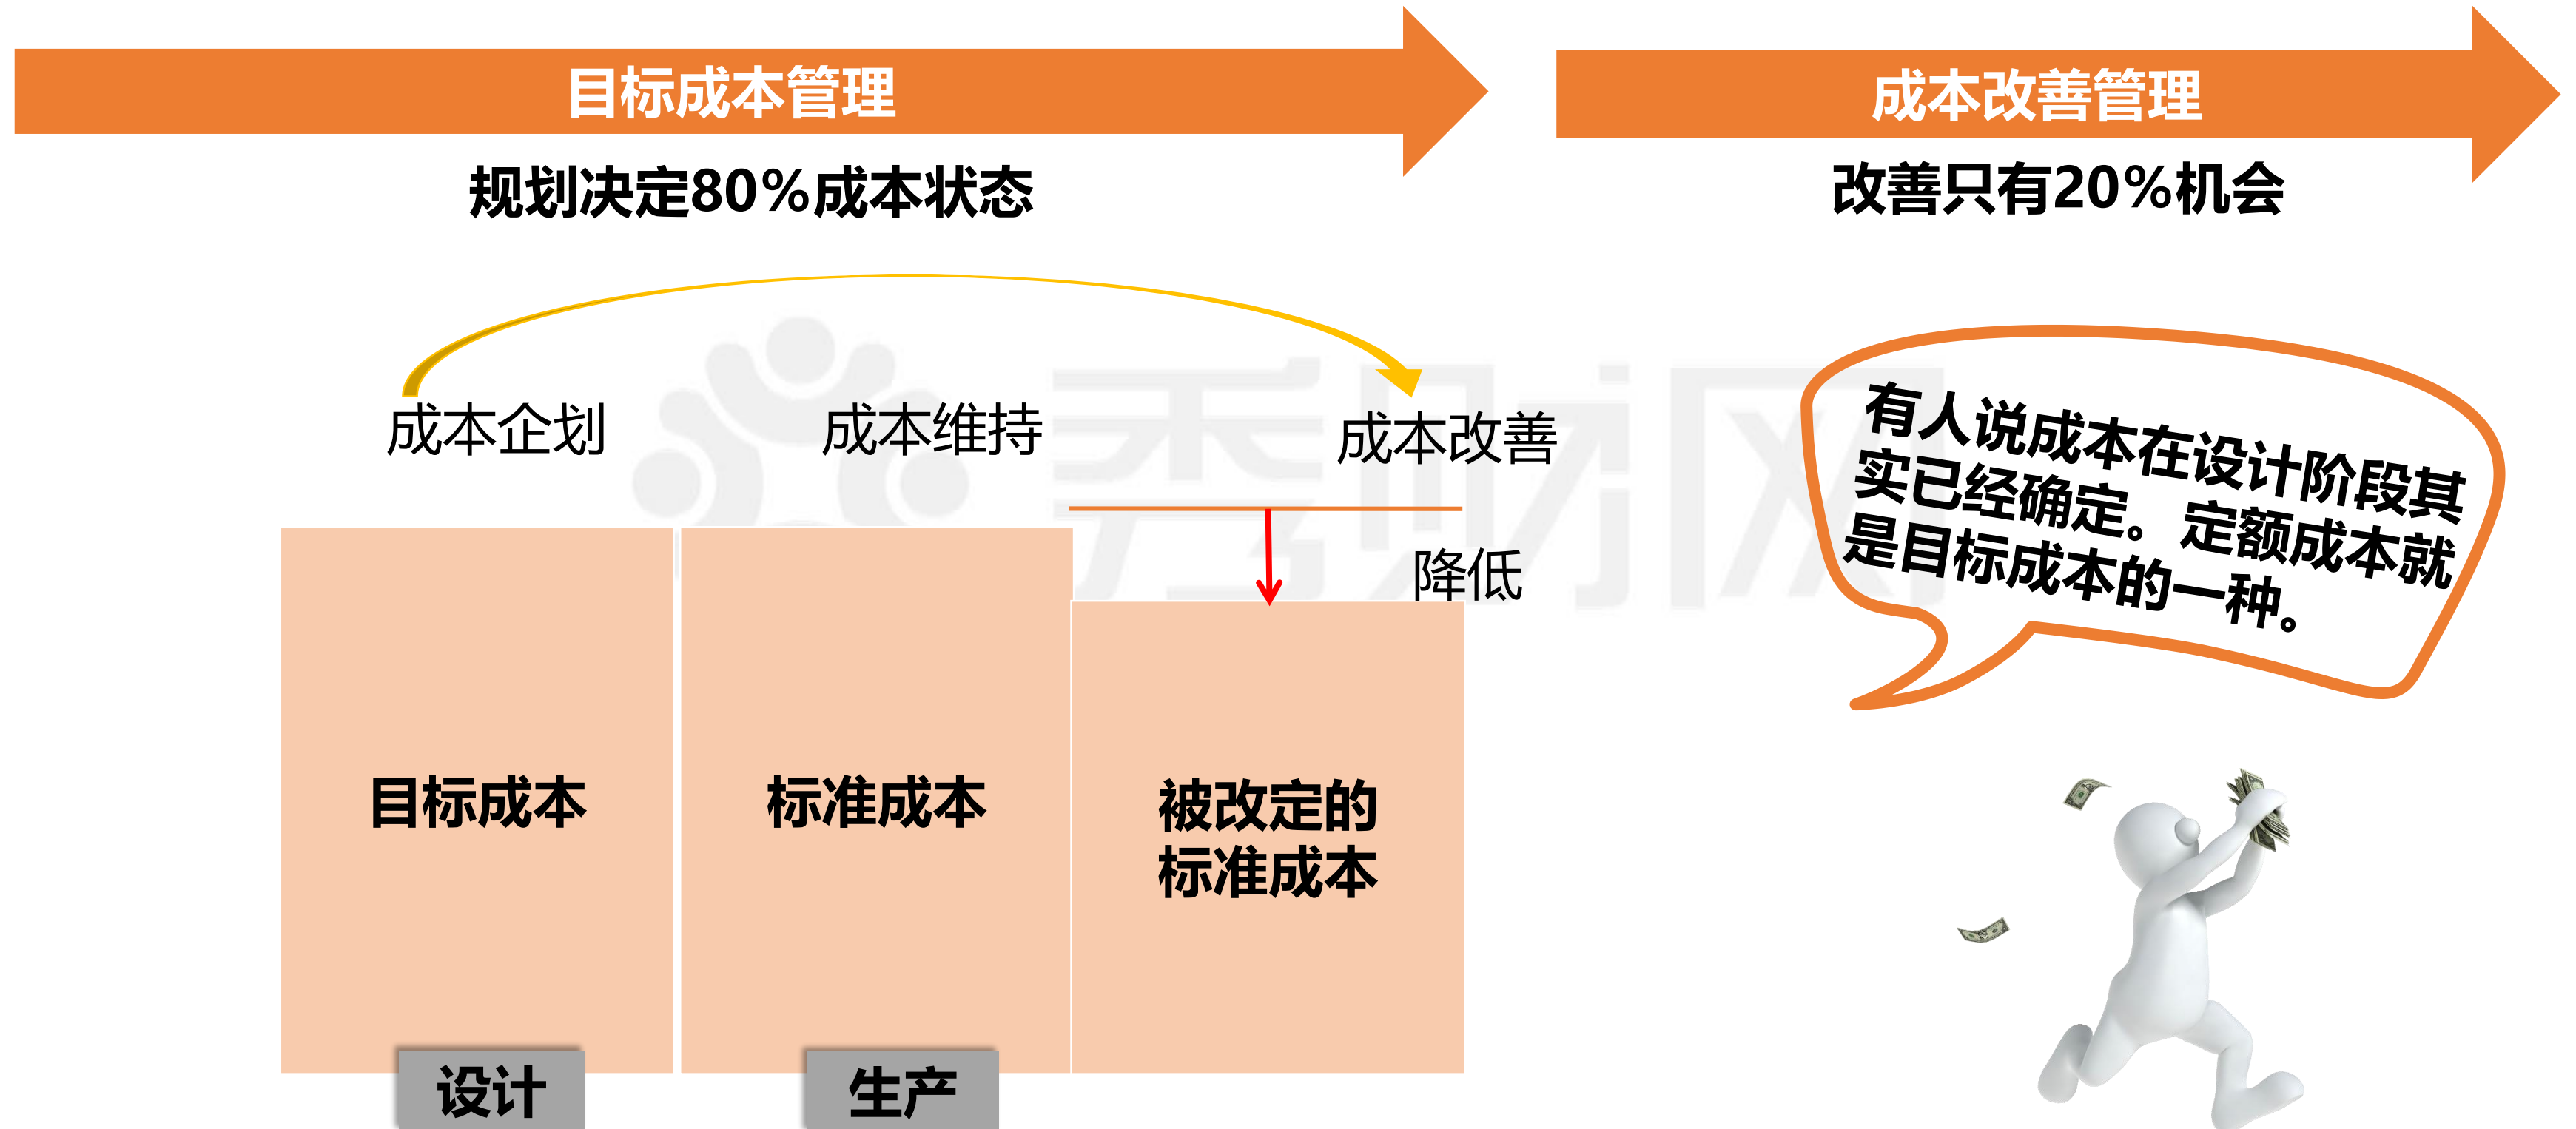 目标成本管理
成本改善管理
规划决定80%成本状态
改善只有20%机会
成本企划
成本维持
成本改善
有人说成本在设计阶段其
实已经确定。定额成本就
是目标成本的一种。
降低
目标成本
标准成本
被改定的
标准成本
设计
生产
秀财网